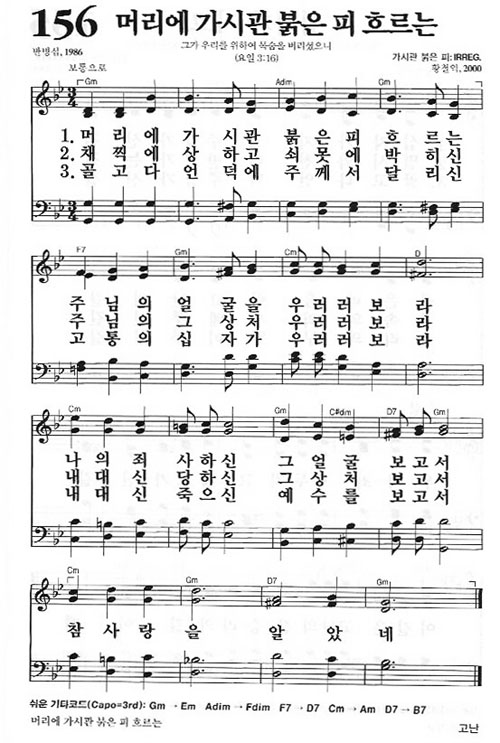 156 머리에 가시관 붉은 피 흐르는
그가 우리를 위하여 목숨을 버리셨으니
(요일 3:16)
반병섭, 1986
가시관 붉은 피: IRREG.
황철익, 2000
보통으로
Gm Adim Gm
1. 머리에 가시관 붉은피 흐르는
2. 채찍에 상하고 쇠못에 박히신
3. 골고다 언덕에 주께서 달리신
F7 Gm Cm Gm D
주님의 얼굴을 우러러보라
주님의 그상처 우러러보라
고통의 십자가 우러러보라
Cm Gm Cm C#dim D7 Gm
나의죄 사하신 그얼굴 보고서
내대신 당하신 그상처 보고서
내대신 죽으신 예수를 보고서
Cm Gm D7 Gm
참사랑을 알았네
쉬운 기타코드(Capo=3rd): Gm → Em Adim → Fdim F7 → D7 Cm → Am D7 → B7
머리에 가시관 붉은 피 흐르는
고난